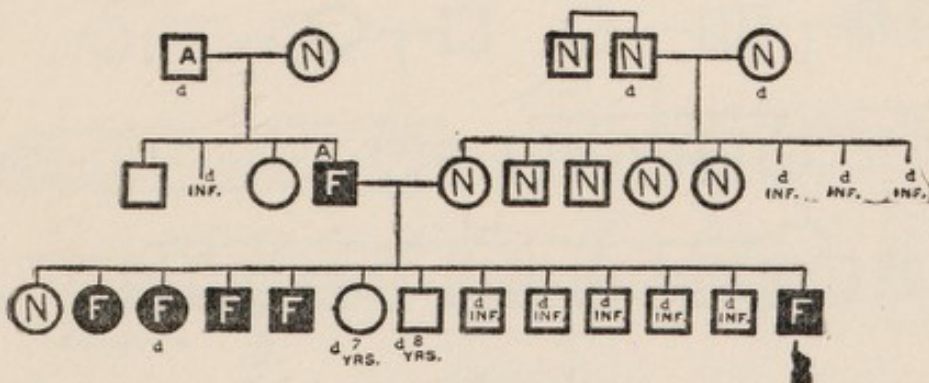 A N N N N
d d d
A
d INF. F N N N N N d INF. d INF. d INF.
N F F F F d INF. d INF. d INF. d INF. d INF. F
d d 7 YRS. d 8 YRS.